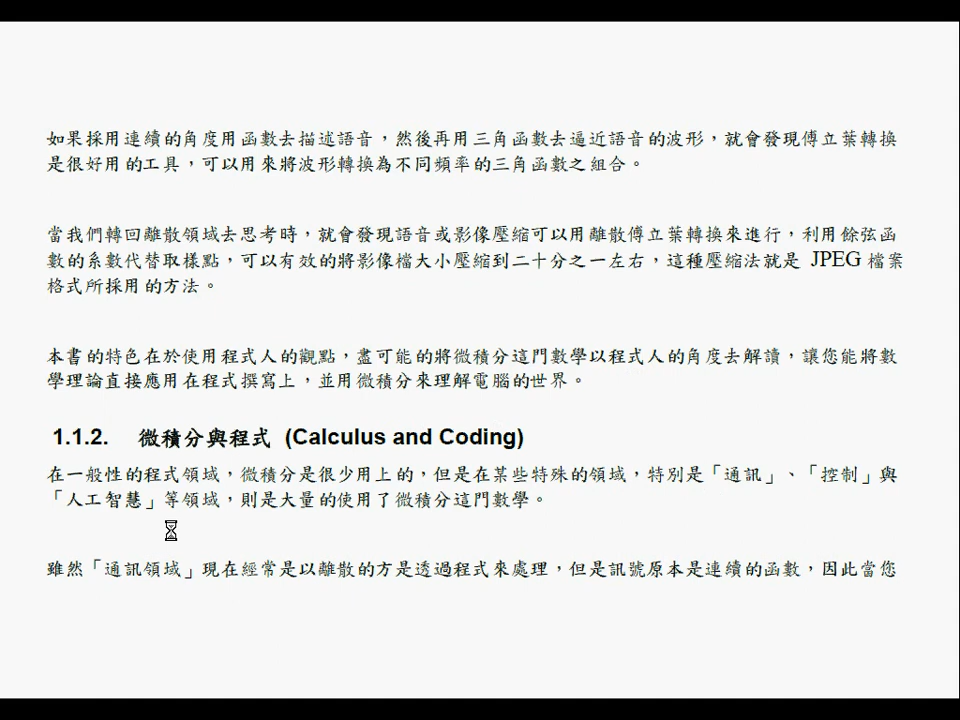 如果採用連續的角度用函數去描述語音，然後再用三角函數去逼近語音的波形，就會發現傅立葉轉換
是很好用的工具，可以用來將波形轉換為不同頻率的三角函數之組合。
當我們轉回離散領域去思考時，就會發現語音或影像壓縮可以用離散傅立葉轉換來進行，利用餘弦函
數的系數代替取樣點，可以有效的將影像檔大小壓縮到二十分之一左右，這種壓縮法就是 JPEG 檔案
格式所採用的方法。
本書的特色在於使用程式人的觀點，盡可能的將微積分這門數學以程式人的角度去解讀，讓您能將數
學理論直接應用在程式撰寫上，並用微積分來理解電腦的世界。
1.1.2. 微積分與程式 (Calculus and Coding)
在一般性的程式領域，微積分是很少用上的，但是在某些特殊的領域，特別是「通訊」、「控制」與
「人工智慧」等領域，則是大量的使用了微積分這門數學。
雖然「通訊領域」現在經常是以離散的方是透過程式來處理，但是訊號原本是連續的函數，因此當您